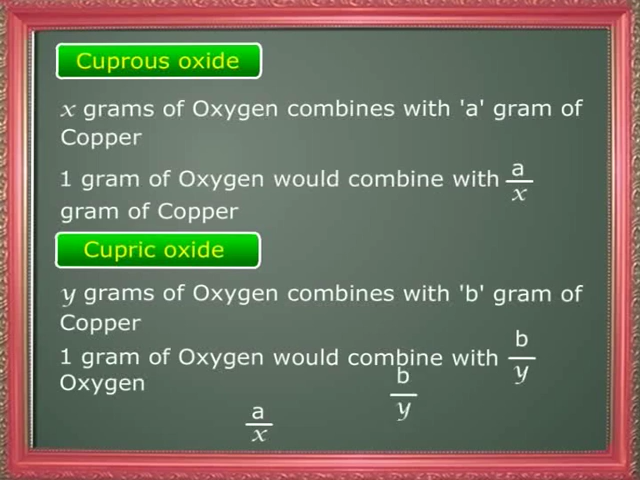 Cuprous oxide
x grams of Oxygen combines with 'a' gram of
Copper
1 gram of Oxygen would combine with a/x
gram of Copper
Cupric oxide
y grams of Oxygen combines with 'b' gram of
Copper
1 gram of Oxygen would combine with b/y
Oxygen
a/x b/y